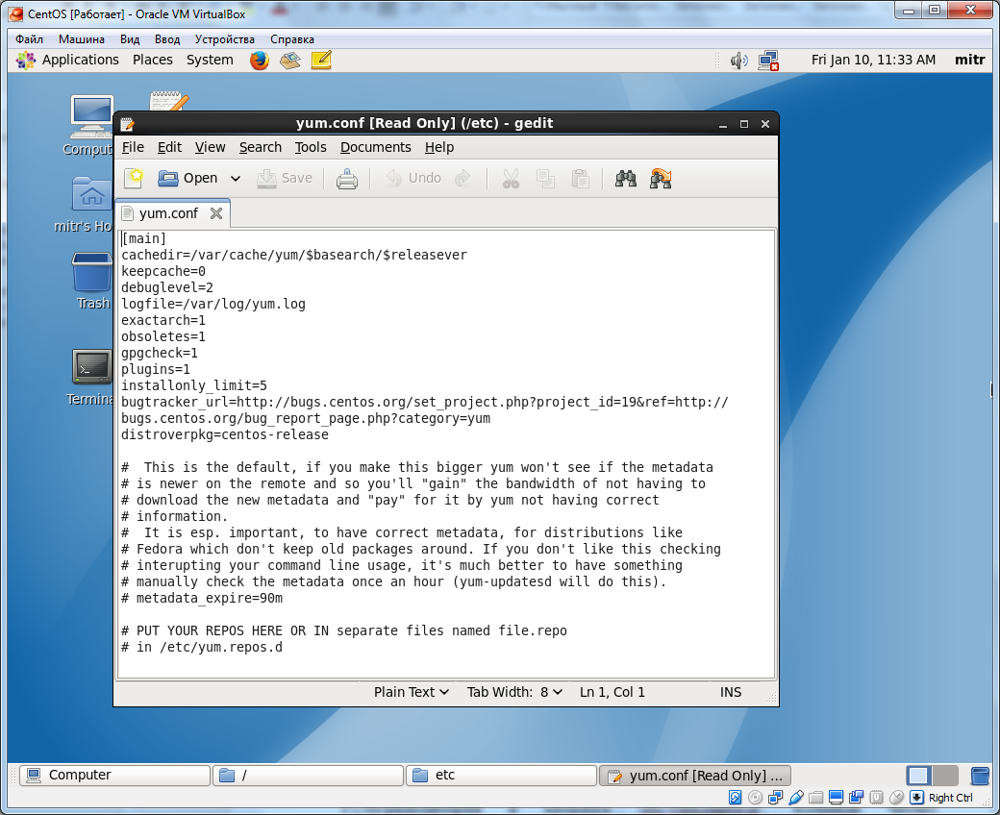 CentOS [Работает] - Oracle VM VirtualBox
Файл Машина Вид Ввод Устройства Справка
Applications Places System Fri Jan 10, 11:33 AM mitr
Comput
mitr's Ho
Trash
Termina
yum.conf [Read Only] (/etc) - gedit
File Edit View Search Tools Documents Help
Open Save Undo
yum.conf
[main]
cachedir=/var/cache/yum/$basearch/$releasever
keepcache=0
debuglevel=2
logfile=/var/log/yum.log
exactarch=1
obsoletes=1
gpgcheck=1
plugins=1
installonly_limit=5
bugtracker_url=http://bugs.centos.org/set_project.php?project_id=19&ref=http://
bugs.centos.org/bug_report_page.php?category=yum
distroverpkg=centos-release
#  This is the default, if you make this bigger yum won't see if the metadata
# is newer on the remote and so you'll "gain" the bandwidth of not having to
# download the new metadata and "pay" for it by yum not having correct
# information.
#  It is esp. important, to have correct metadata, for distributions like
# Fedora which don't keep old packages around. If you don't like this checking
# interupting your command line usage, it's much better to have something
# manually check the metadata once an hour (yum-updatesd will do this).
# metadata_expire=90m
# PUT YOUR REPOS HERE OR IN separate files named file.repo
# in /etc/yum.repos.d
Plain Text Tab Width: 8 Ln 1, Col 1 INS
Computer / etc yum.conf [Read Only] ...
Right Ctrl